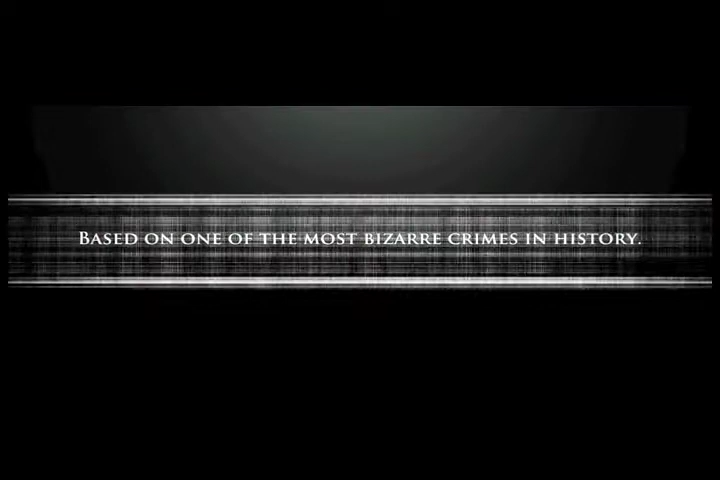 Based on one of the most bizarre crimes in history.